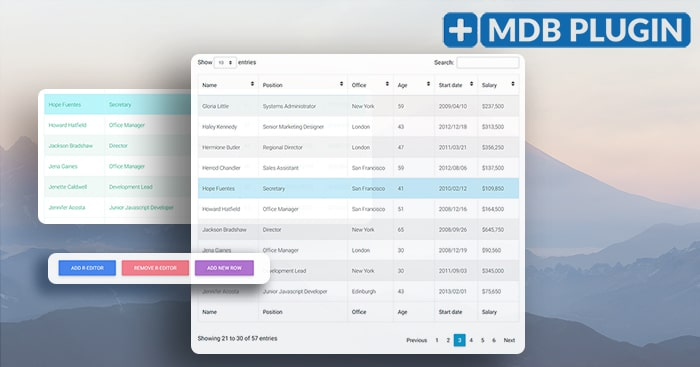 MDB PLUGIN
Show 10 entries
Search:
Name Position Office Age Start date Salary
Gloria Little Systems Administrator New York 59 2009/04/10 $237,500
Haley Kennedy Senior Marketing Designer London 43 2012/12/18 $313,500
Hermione Butler Regional Director London 47 2011/03/21 $356,250
Herrod Chandler Sales Assistant San Francisco 59 2012/08/06 $137,500
Hope Fuentes Secretary San Francisco 41 2010/02/12 $109,850
Howard Hatfield Office Manager San Francisco 51 2008/12/16 $164,500
Jackson Bradshaw Director New York 65 2008/09/26 $645,750
Jena Gaines Office Manager London 30 2008/12/19 $90,560
Development Lead New York 30 2011/09/03 $345,000
Jennifer Acosta Junior Javascript Developer Edinburgh 43 2013/02/01 $75,650
Name Position Office Age Start date Salary
Showing 21 to 30 of 57 entries
Previous 1 2 3 4 5 6 Next
Hope Fuentes Secretary
Howard Hatfield Office Manager
Jackson Bradshaw Director
Jena Gaines Office Manager
Jenette Caldwell Development Lead
Jennifer Acosta Junior Javascript Developer
ADD R-EDITOR
REMOVE R-EDITOR
ADD NEW ROW